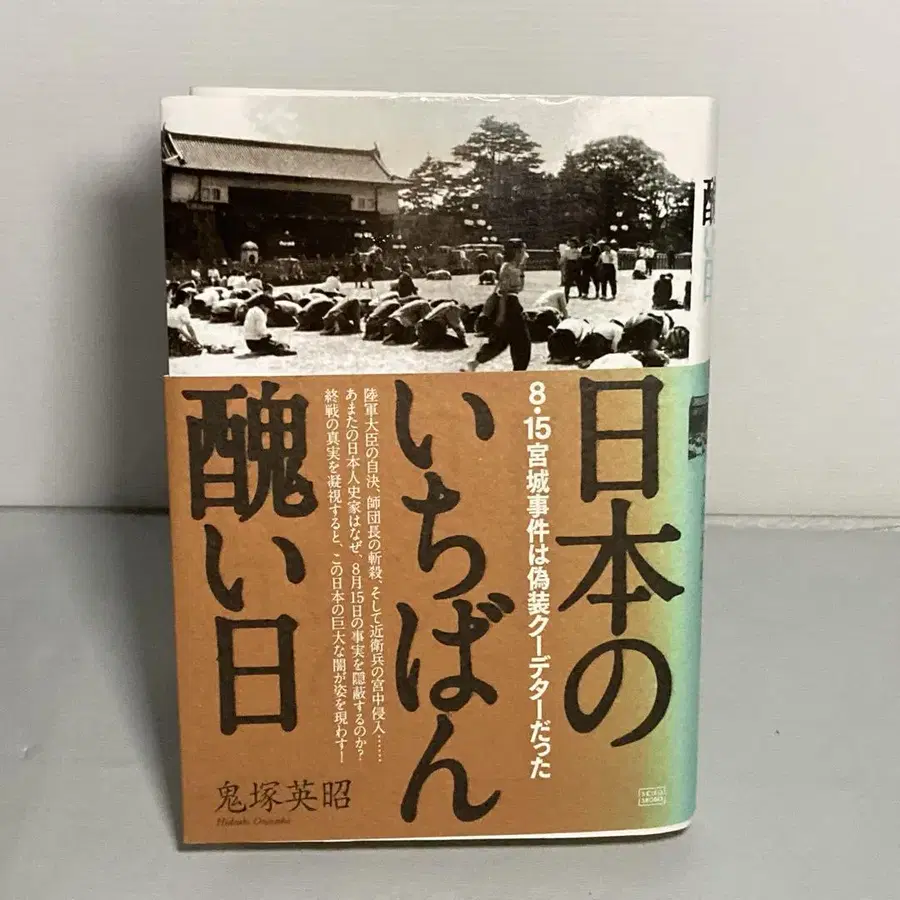 日本の
いちばん
醜い日
8・15宮城事件は偽装クーデターだった
陸軍大臣の自決、師団長の斬殺、そして近衛兵の宮中侵入……
あまたの日本人史家はなぜ、8月15日の事実を隠蔽するのか?
終戦の真実を凝視すると、この日本の巨大な闇が姿を現わす!
鬼塚英昭
Hideaki Onizuka